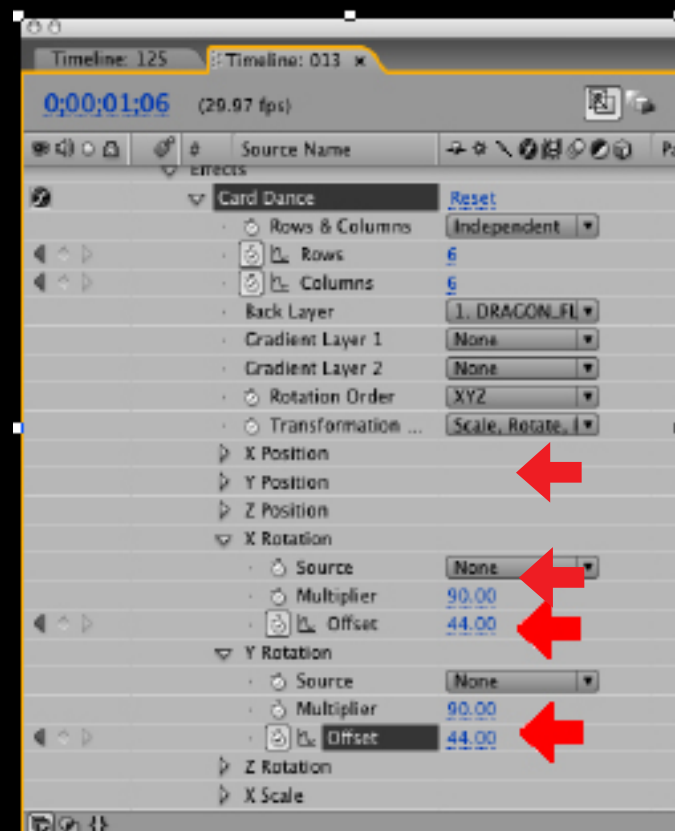 Timeline: 125 Timeline: 013 ×
0;00;01;06 (29.97 fps)
# Source Name Pa
Effects
Card Dance Reset
Rows & Columns Independent
Rows 6
Columns 6
Back Layer 1. DRAGON_FL
Gradient Layer 1 None
Gradient Layer 2 None
Rotation Order XYZ
Transformation ... Scale, Rotate,
X Position
Y Position
Z Position
X Rotation
Source None
Multiplier 90.00
Offset 44.00
Y Rotation
Source None
Multiplier 90.00
Offset 44.00
Z Rotation
X Scale